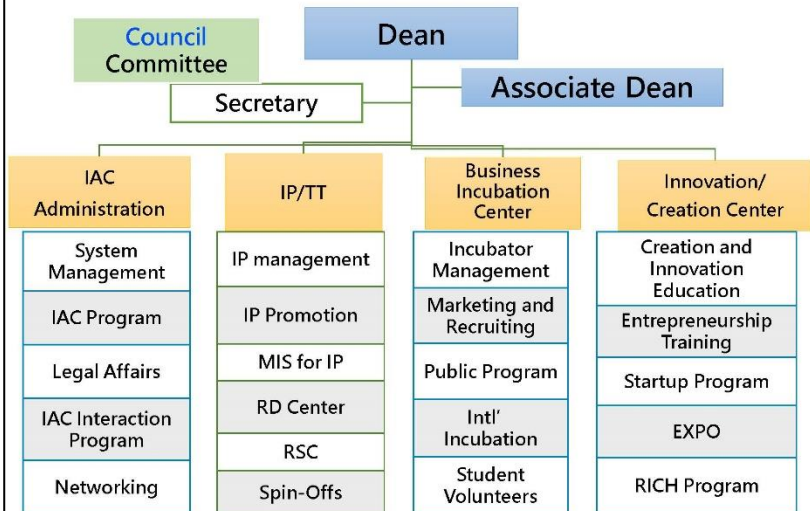 Council
Committee
Dean
Secretary
Associate Dean
IAC
Administration
System
Management
IAC Program
Legal Affairs
IAC Interaction
Program
Networking
IP/TT
IP management
IP Promotion
MIS for IP
RD Center
RSC
Spin-Offs
Business
Incubation
Center
Incubator
Management
Marketing and
Recruiting
Public Program
Intl'
Incubation
Student
Volunteers
Innovation/
Creation Center
Creation and
Innovation
Education
Entrepreneurship
Training
Startup Program
EXPO
RICH Program